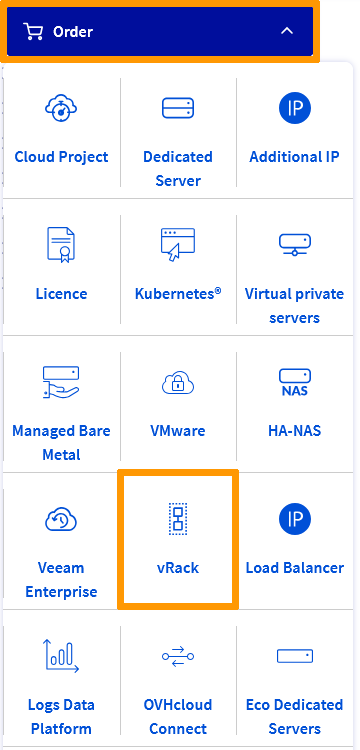 Order
Cloud Project
Dedicated
Server
IP
Additional IP
Licence
Kubernetes®
Virtual private
servers
Managed Bare
Metal
VMware
NAS
HA-NAS
Veeam
Enterprise
vRack
IP
Load Balancer
Logs Data
Platform
OVHcloud
Connect
Eco Dedicated
Servers